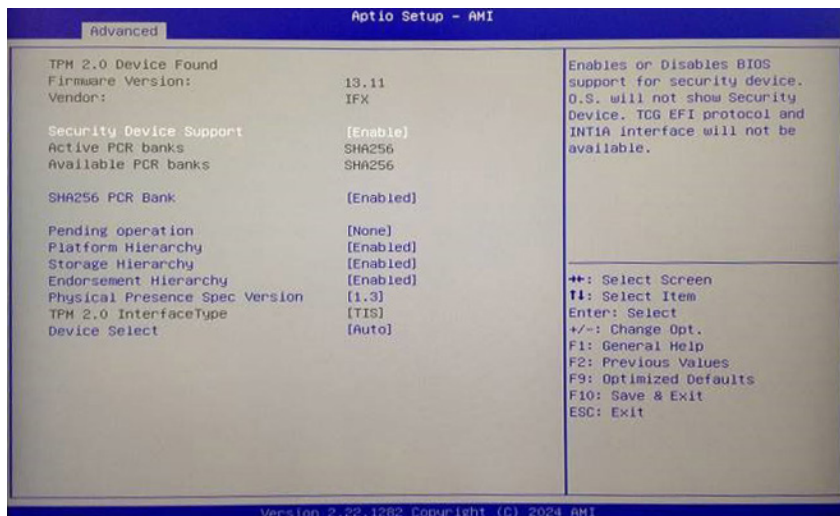 Aptio Setup – AMI
Advanced
TPM 2.0 Device Found
Firmware Version: 13.11
Vendor: IFX
Security Device Support [Enable]
Active PCR banks SHA256
Available PCR banks SHA256
SHA256 PCR Bank [Enabled]
Pending operation [None]
Platform Hierarchy [Enabled]
Storage Hierarchy [Enabled]
Endorsement Hierarchy [Enabled]
Physical Presence Spec Version [1.3]
TPM 2.0 InterfaceType [TIS]
Device Select [Auto]
Enables or Disables BIOS
support for security device.
O.S. will not show Security
Device. TCG EFI protocol and
INT1A interface will not be
available.
→←: Select Screen
↑↓: Select Item
Enter: Select
+/-: Change Opt.
F1: General Help
F2: Previous Values
F9: Optimized Defaults
F10: Save & Exit
ESC: Exit
Version 2.22.1282 Copyright (C) 2024 AMI